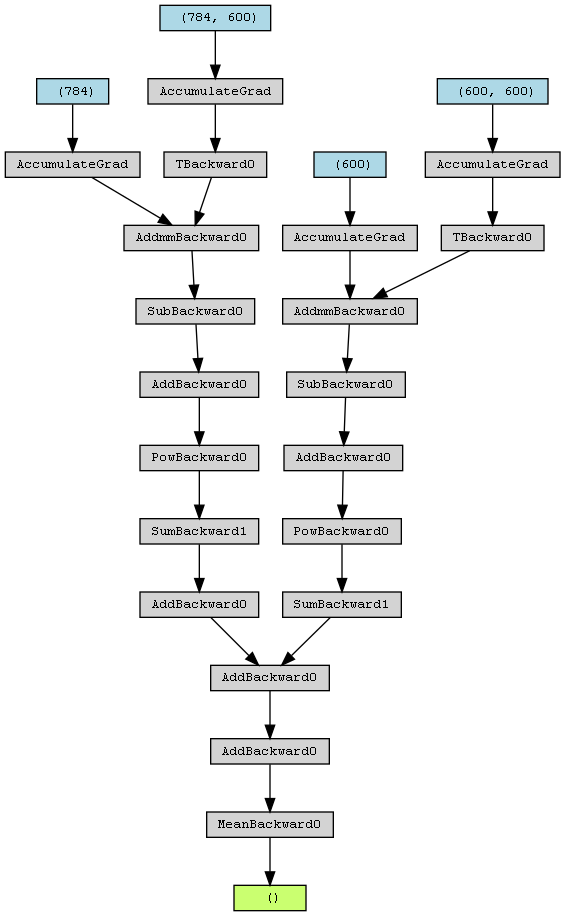 (784, 600)
(784)
AccumulateGrad
(600, 600)
AccumulateGrad
TBackward0
(600)
AccumulateGrad
AddmmBackward0
AccumulateGrad
TBackward0
SubBackward0
AddmmBackward0
AddBackward0
SubBackward0
PowBackward0
AddBackward0
SumBackward1
PowBackward0
AddBackward0
SumBackward1
AddBackward0
AddBackward0
MeanBackward0
()